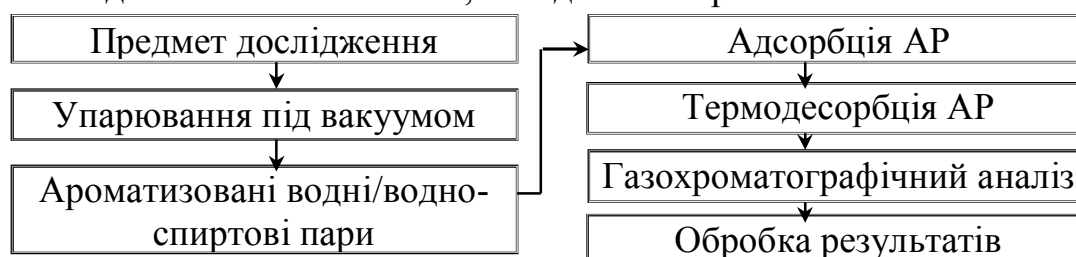 Предмет дослідження
Упарювання під вакуумом
Ароматизовані водні/водно-
спиртові пари
Адсорбція АР
Термодесорбція АР
Газохроматографічний аналіз
Обробка результатів